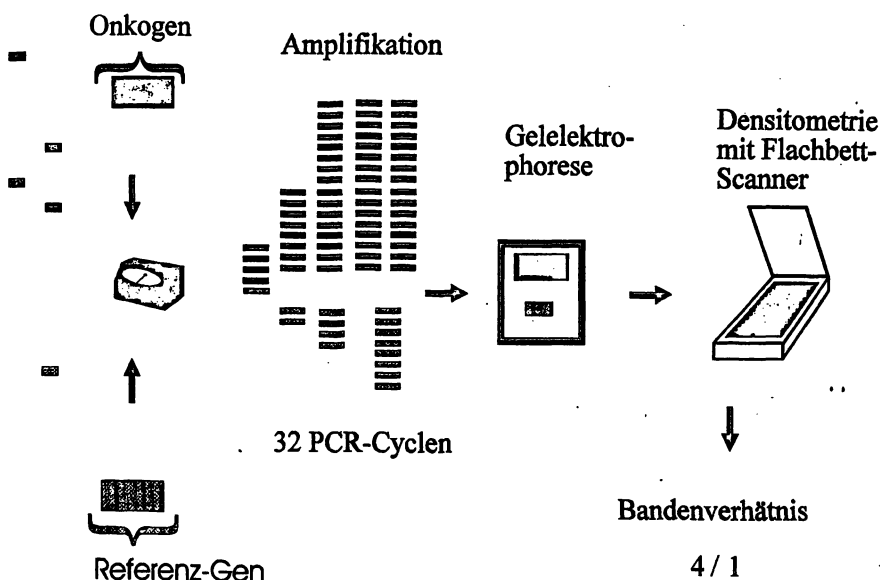 Onkogen
Amplifikation
Gelelektro-
phorese
Densitometrie
mit Flachbett-
Scanner
32 PCR-Cyclen
Bandenverhätnis
Referenz-Gen
4 / 1